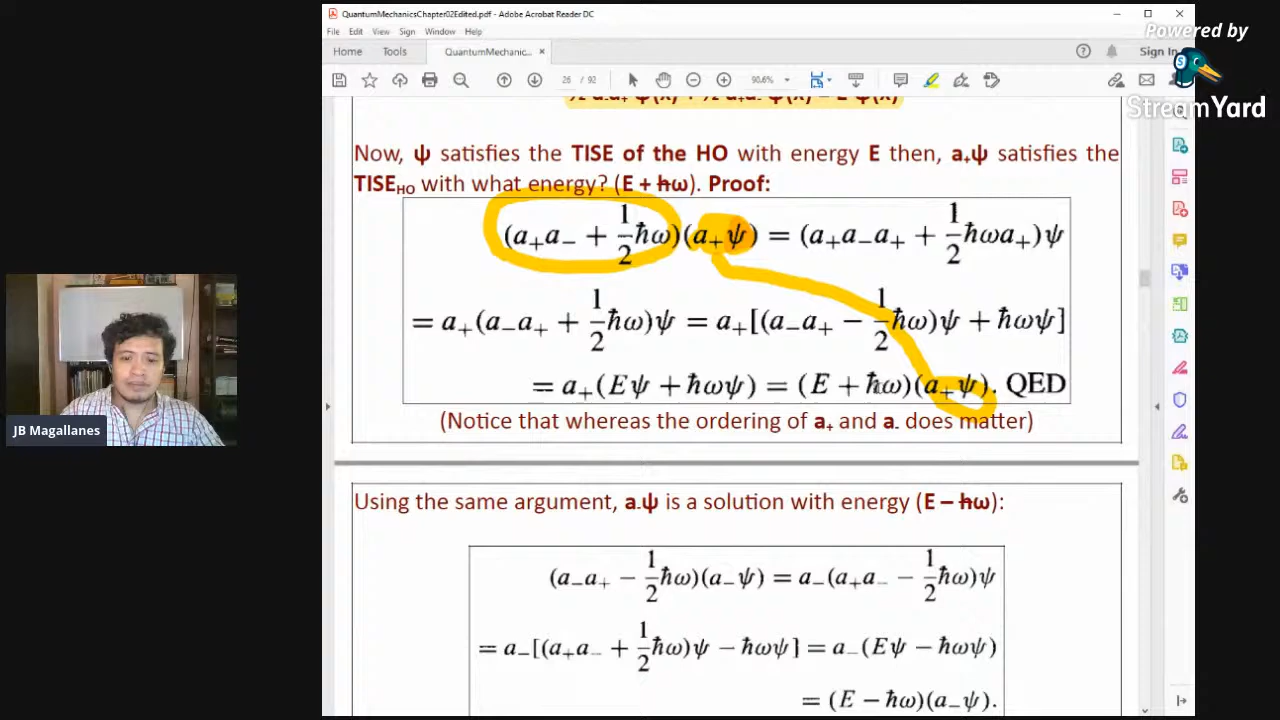 QuantumMechanicsChapter02Edited.pdf - Adobe Acrobat Reader DC
Powered by
File Edit View Sign Window Help
Home Tools QuantumMechanic... × Sign In
StreamYard
26 / 92 90.6%
½ a₋a₊ ψ(x) + ½ a₊a₋ ψ(x) = E ψ(x)
Now, ψ satisfies the TISE of the HO with energy E then, a₊ψ satisfies the
TISE_HO with what energy? (E + ħω). Proof:
(a₊a₋ + 1/2 ħω)(a₊ψ) = (a₊a₋a₊ + 1/2 ħωa₊)ψ
= a₊(a₋a₊ + 1/2 ħω)ψ = a₊[(a₋a₊ − 1/2 ħω)ψ + ħωψ]
= a₊(Eψ + ħωψ) = (E + ħω)(a₊ψ). QED
(Notice that whereas the ordering of a₊ and a₋ does matter)
JB Magallanes
Using the same argument, a₋ψ is a solution with energy (E − ħω):
(a₋a₊ − 1/2 ħω)(a₋ψ) = a₋(a₊a₋ − 1/2 ħω)ψ
= a₋[(a₊a₋ + 1/2 ħω)ψ − ħωψ] = a₋(Eψ − ħωψ)
= (E − ħω)(a₋ψ).